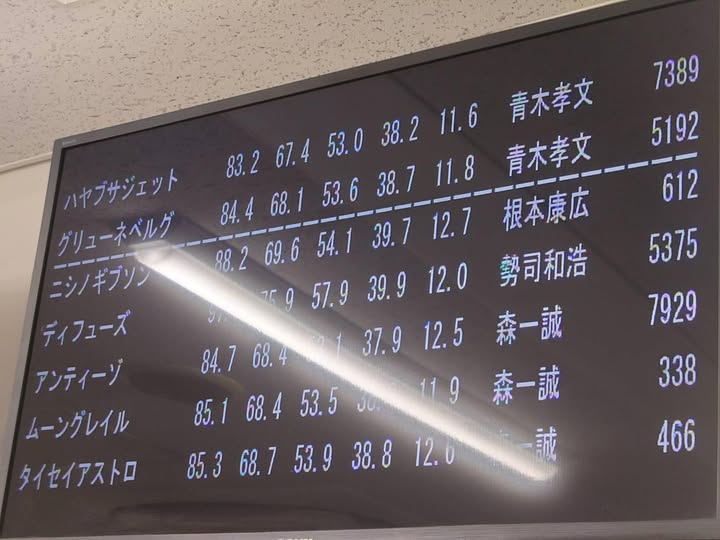 ハヤブサジェット 83.2 67.4 53.0 38.2 11.6 青木孝文 7389
グリューネベルグ 84.4 68.1 53.6 38.7 11.8 青木孝文 5192
ニシノギブソン 88.2 69.6 54.1 39.7 12.7 根本康広 612
ディフューズ 75.9 57.9 39.9 12.0 勢司和浩 5375
アンティーゾ 84.7 68.4 37.9 12.5 森一誠 7929
ムーングレイル 85.1 68.4 53.5 11.9 森一誠 338
タイセイアストロ 85.3 68.7 53.9 38.8 12.6 森一誠 466